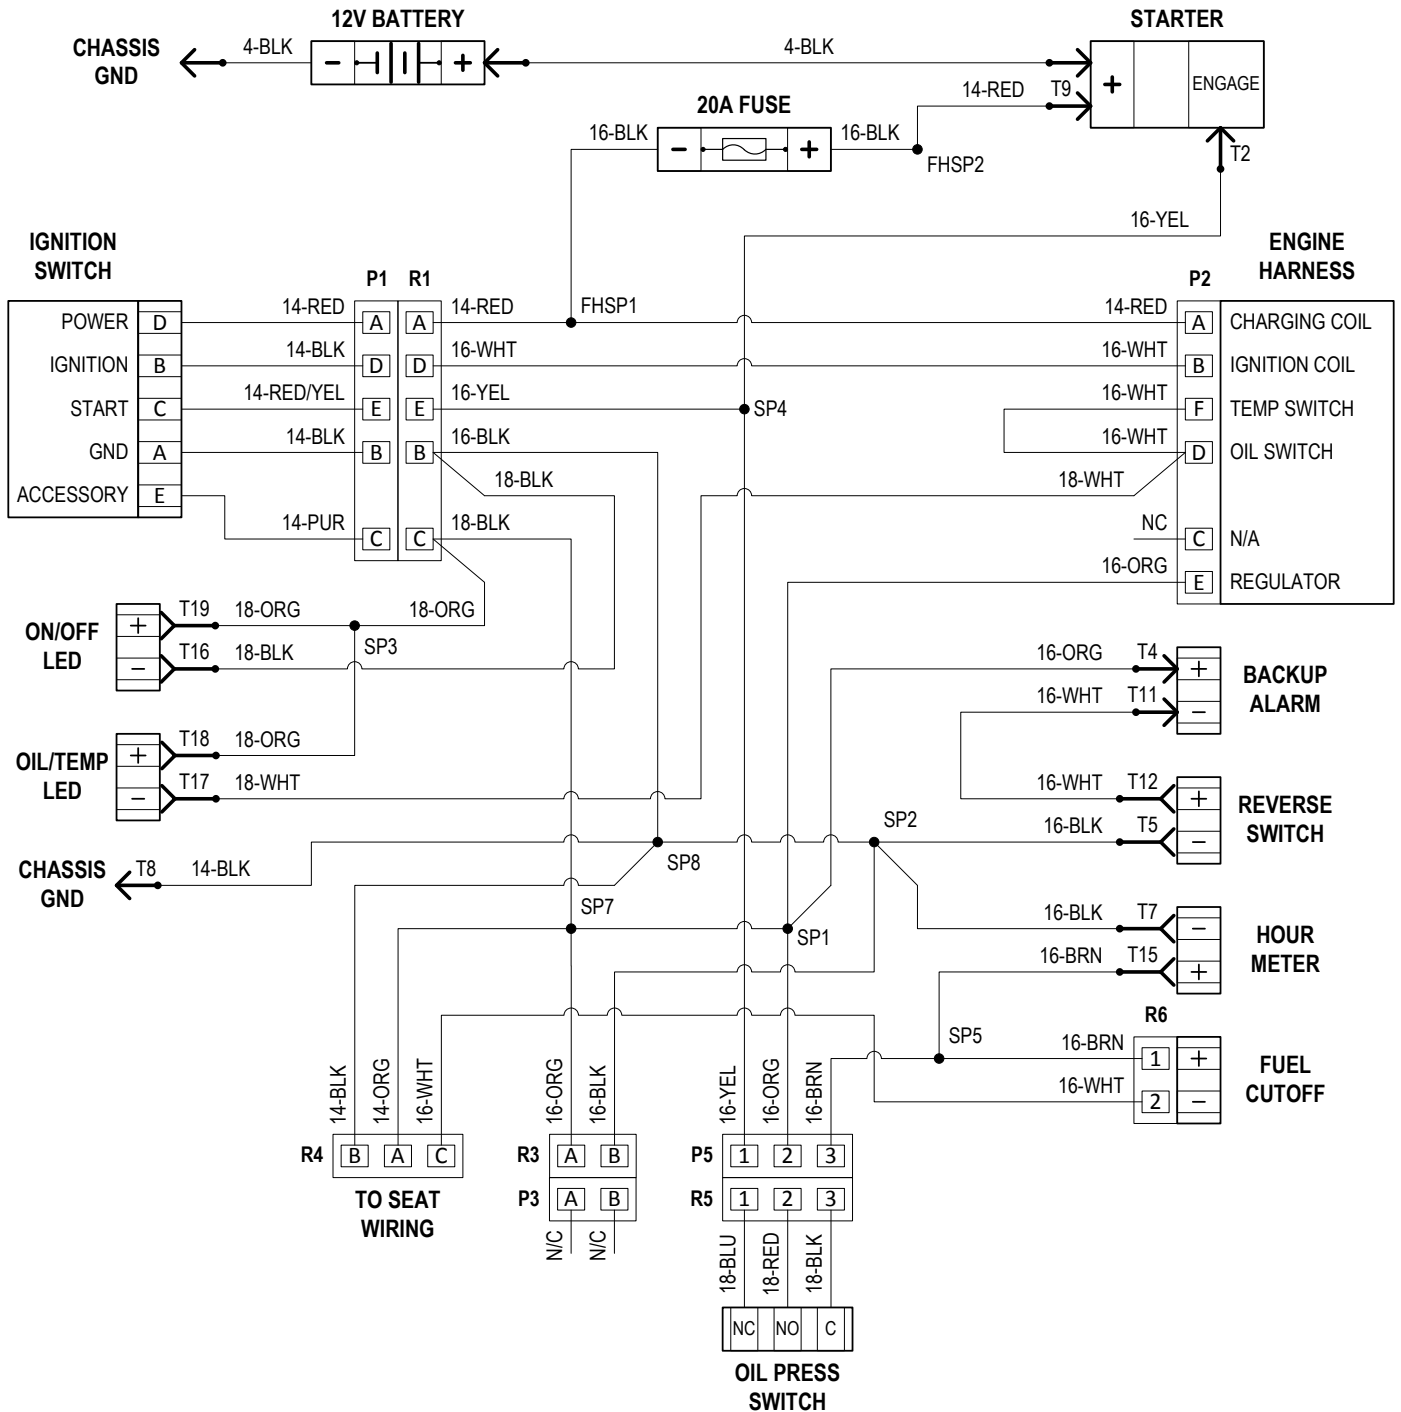 12V BATTERY
STARTER
CHASSIS
GND
4-BLK
4-BLK
-
+
+
ENGAGE
14-RED
T9
20A FUSE
16-BLK
16-BLK
-
+
FHSP2
T2
16-YEL
IGNITION
SWITCH
ENGINE
HARNESS
P1
R1
P2
POWER
D
14-RED
A
A
14-RED
FHSP1
14-RED
A
CHARGING COIL
IGNITION
B
14-BLK
D
D
16-WHT
16-WHT
B
IGNITION COIL
START
C
14-RED/YEL
E
E
16-YEL
SP4
16-WHT
F
TEMP SWITCH
GND
A
14-BLK
B
B
16-BLK
16-WHT
D
OIL SWITCH
ACCESSORY
E
18-BLK
18-WHT
14-PUR
C
C
18-BLK
NC
C
N/A
16-ORG
E
REGULATOR
ON/OFF
LED
+
T19
18-ORG
18-ORG
SP3
-
T16
18-BLK
16-ORG
T4
+
BACKUP
ALARM
16-WHT
T11
-
OIL/TEMP
LED
+
T18
18-ORG
-
T17
18-WHT
16-WHT
T12
+
REVERSE
SWITCH
16-BLK
T5
-
SP2
SP8
CHASSIS
GND
T8
14-BLK
SP7
SP1
16-BLK
T7
-
HOUR
METER
16-BRN
T15
+
R6
SP5
16-BRN
1
+
FUEL
CUTOFF
16-WHT
2
-
14-BLK
14-ORG
16-WHT
16-ORG
16-BLK
16-YEL
16-ORG
16-BRN
R4
B
A
C
TO SEAT
WIRING
R3
A
B
P3
A
B
N/C
N/C
P5
1
2
3
R5
1
2
3
18-BLU
18-RED
18-BLK
NC
NO
C
OIL PRESS
SWITCH